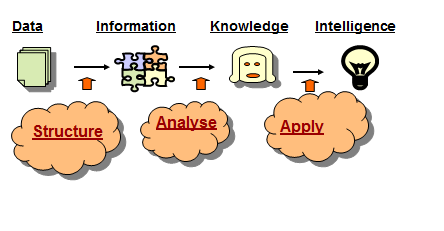 Data Information Knowledge Intelligence
Structure Analyse Apply